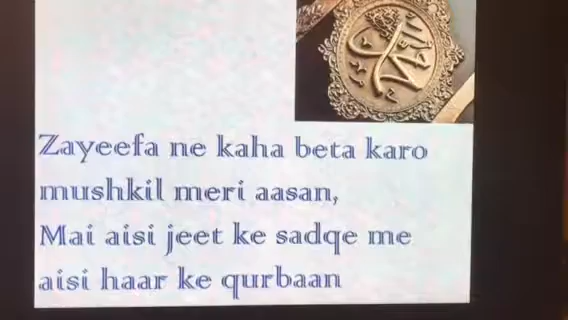 Zayeefa ne kaha beta karo
mushkil meri aasan,
Mai aisi jeet ke sadqe me
aisi haar ke qurbaan